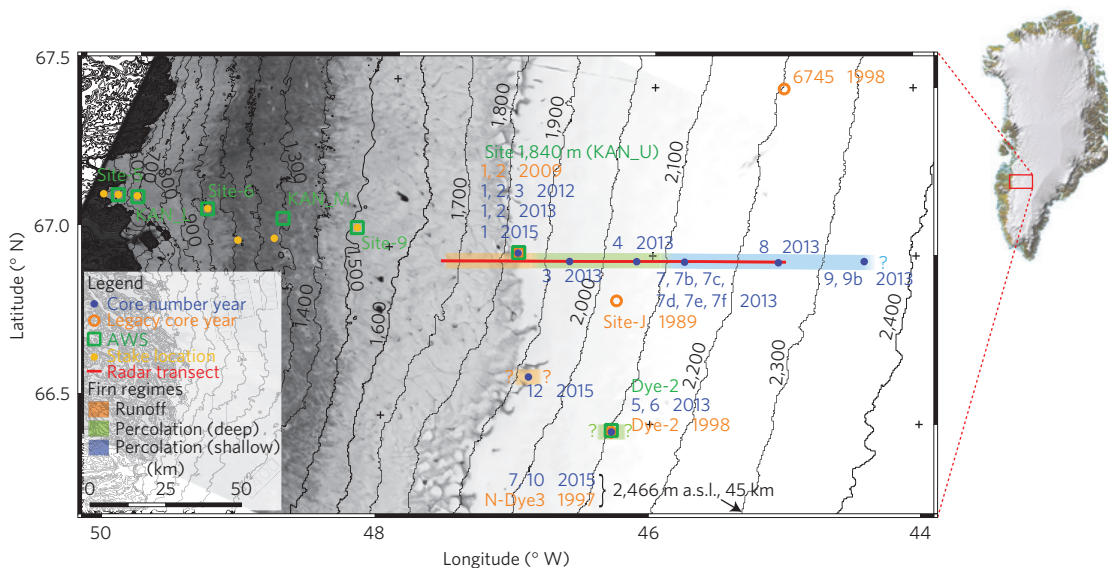 67.5
67.0
66.5
Latitude (° N)
50
48
46
44
Longitude (° W)
6745 1998
1,800
1,900
2,100
Site 1,840 m (KAN_U)
1, 2 2009
1, 2, 3 2012
1, 2 2013
1 2015
1,300
1,700
KAN_M
Site-6
KAN_L
Site-9
4 2013
8 2013
3 2013
7, 7b, 7c,
7d, 7e, 7f 2013
9, 9b 2013
?
1,500
1,400
1,600
2,000
2,200
2,300
2,400
Site-J, 1989
? ?
12 2015
Dye-2
5, 6 2013
Dye-2 1998
? ?
7, 10 2015
N-Dye3 1997
2,466 m a.s.l., 45 km
Legend
Core number year
Legacy core year
AWS
Stake location
Radar transect
Firn regimes
Runoff
Percolation (deep)
Percolation (shallow)
(km)
0 25 50